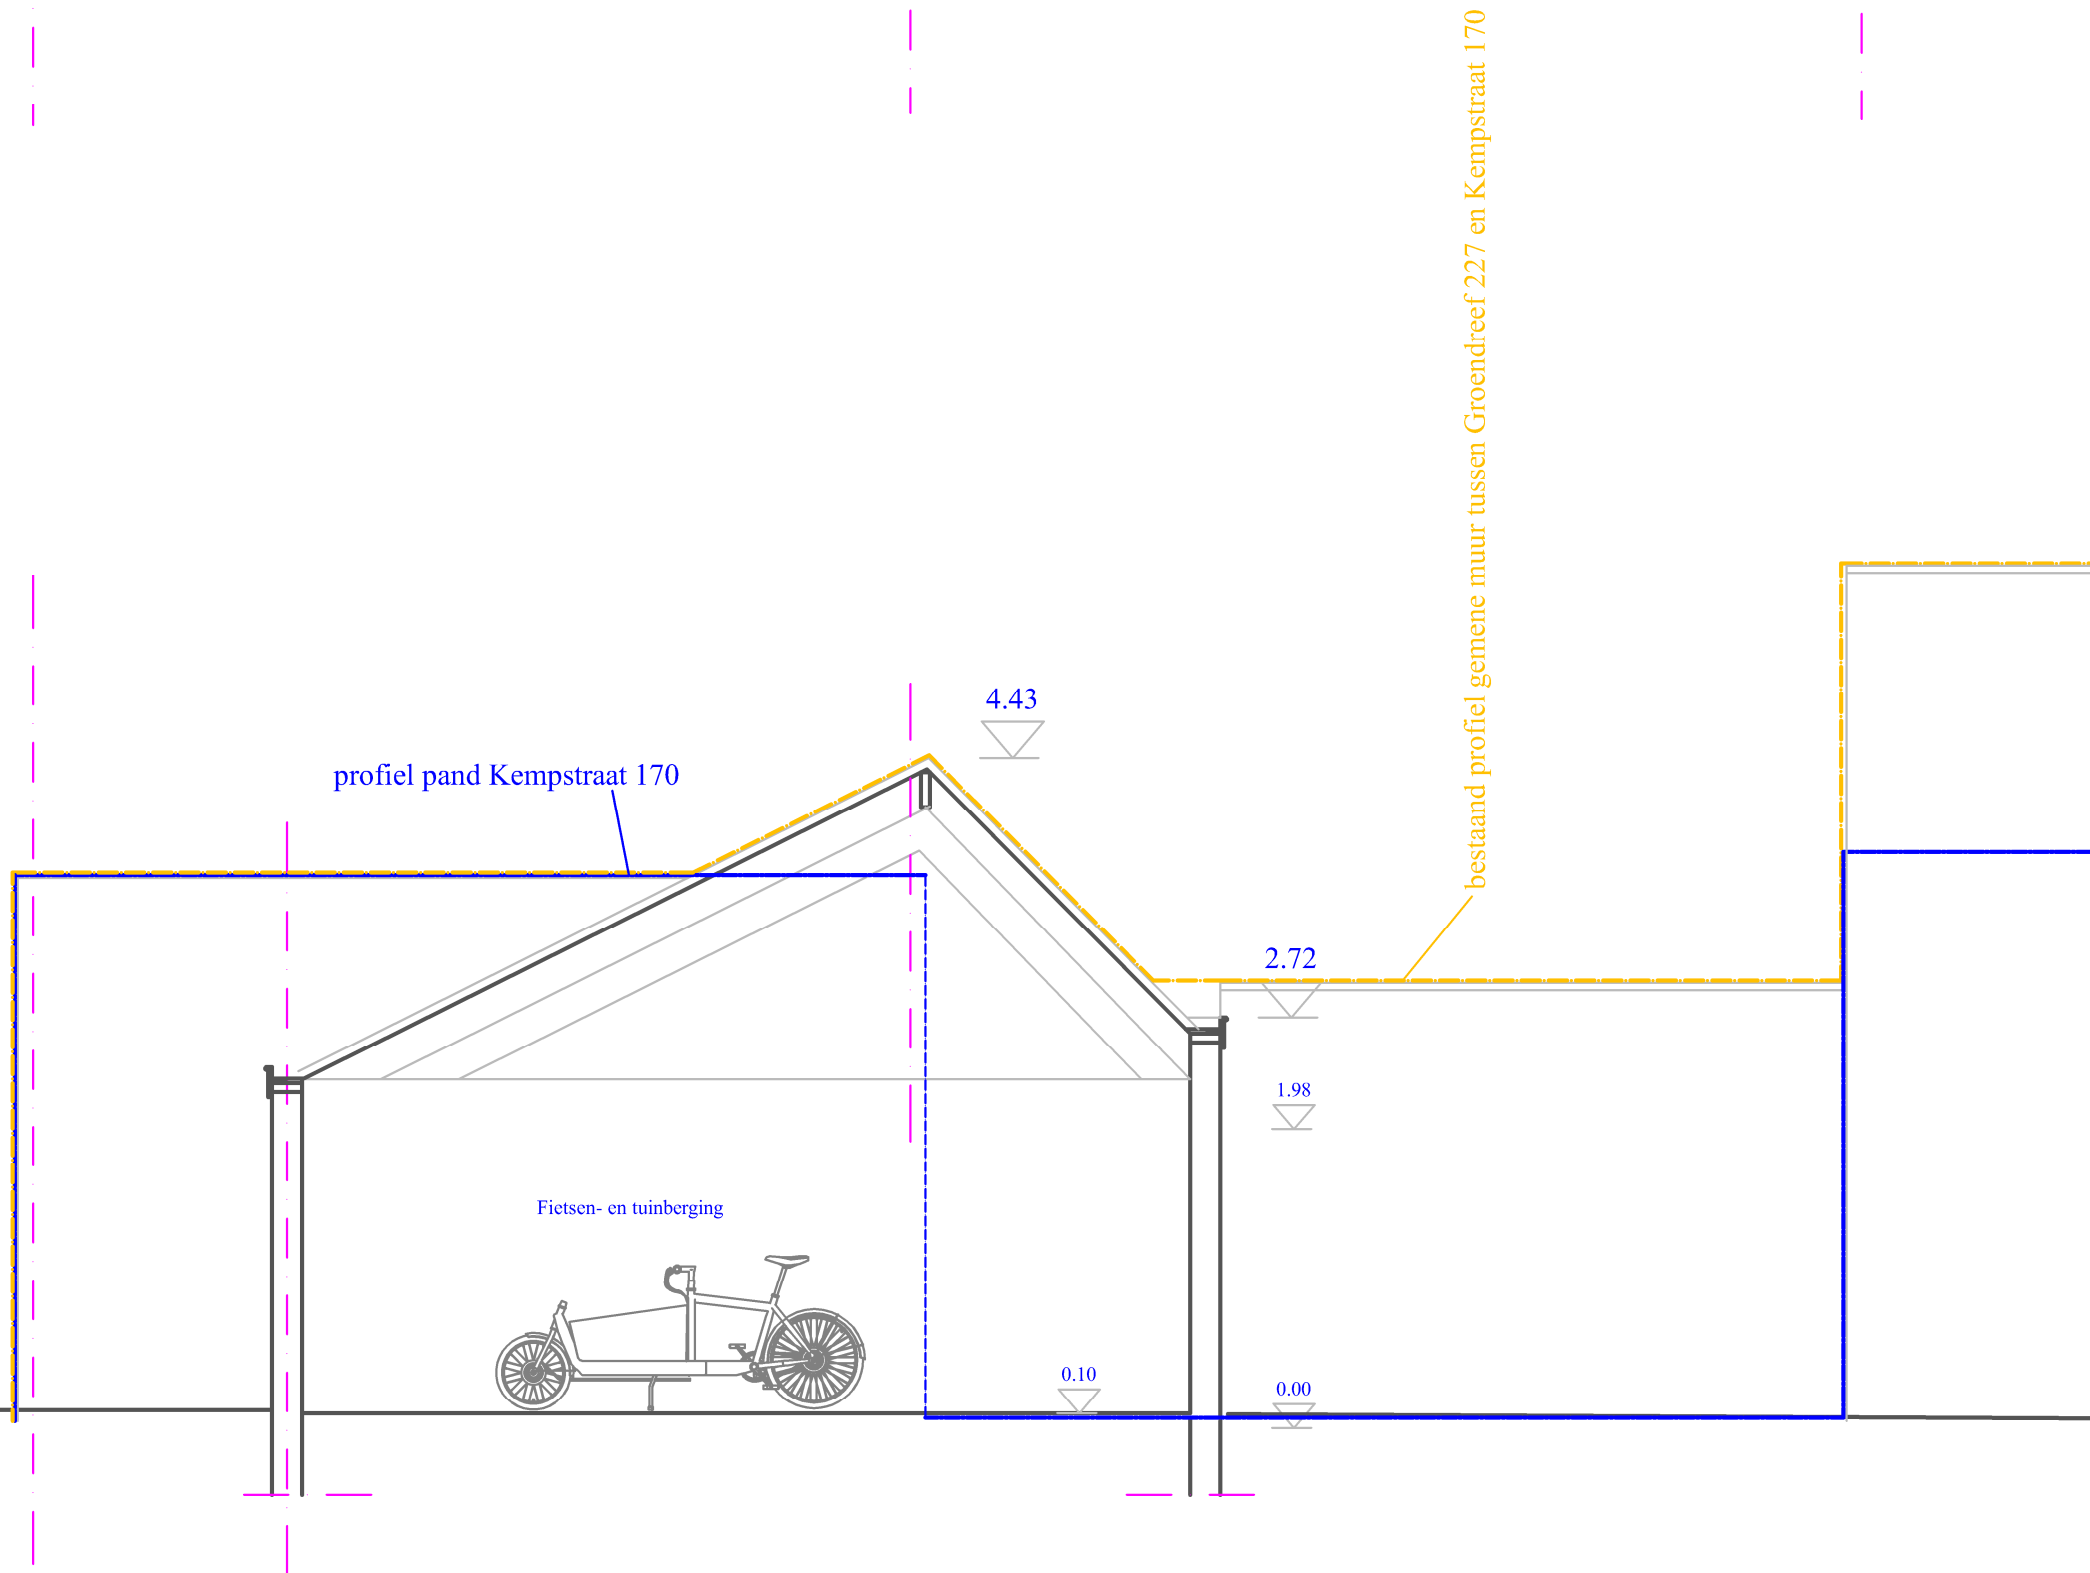 bestaand profiel gemene muur tussen Groendreef 227 en Kempstraat 170
4.43
profiel pand Kempstraat 170
2.72
1.98
Fietsen- en tuinberging
0.10
0.00